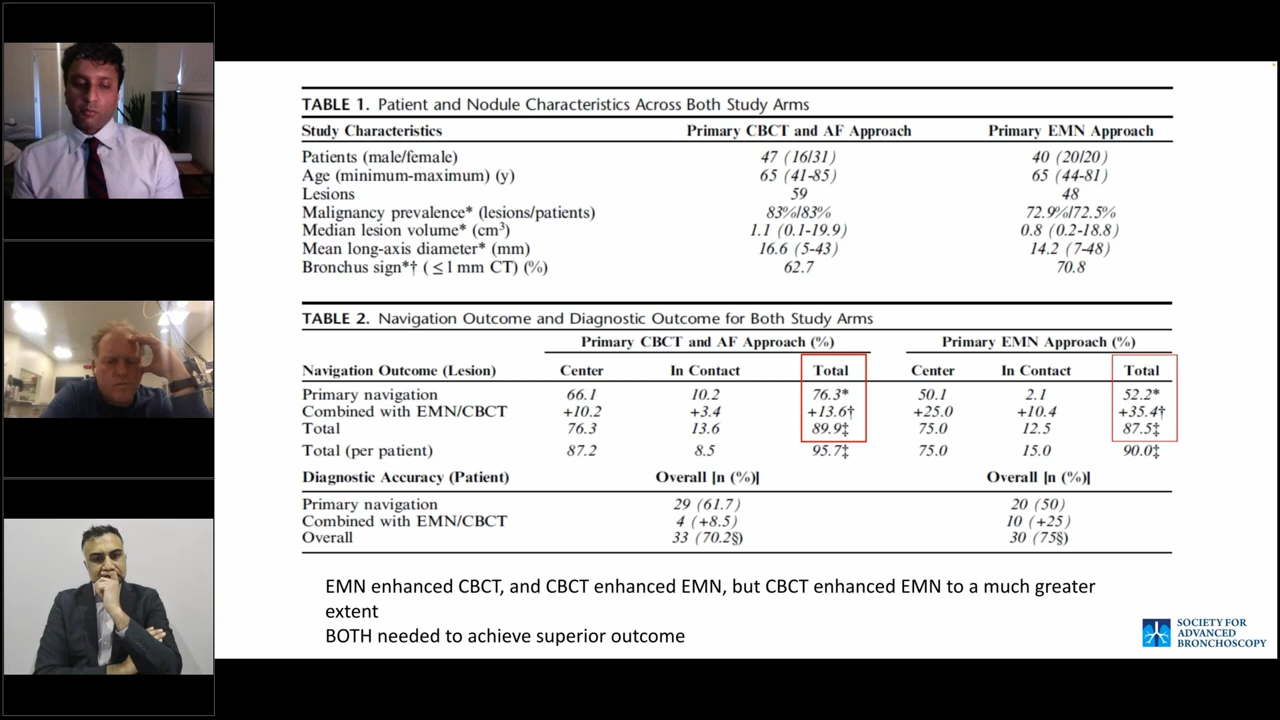 TABLE 1. Patient and Nodule Characteristics Across Both Study Arms
Study Characteristics Primary CBCT and AF Approach Primary EMN Approach
Patients (male/female) 47 (16/31) 40 (20/20)
Age (minimum-maximum) (y) 65 (41-85) 65 (44-81)
Lesions 59 48
Malignancy prevalence* (lesions/patients) 83%/83% 72.9%/72.5%
Median lesion volume* (cm³) 1.1 (0.1-19.9) 0.8 (0.2-18.8)
Mean long-axis diameter* (mm) 16.6 (5-43) 14.2 (7-48)
Bronchus sign*† (≤1 mm CT) (%) 62.7 70.8
TABLE 2. Navigation Outcome and Diagnostic Outcome for Both Study Arms
Primary CBCT and AF Approach (%) Primary EMN Approach (%)
Navigation Outcome (Lesion) Center In Contact Total Center In Contact Total
Primary navigation 66.1 10.2 76.3* 50.1 2.1 52.2*
Combined with EMN/CBCT +10.2 +3.4 +13.6† +25.0 +10.4 +35.4†
Total 76.3 13.6 89.9‡ 75.0 12.5 87.5‡
Total (per patient) 87.2 8.5 95.7‡ 75.0 15.0 90.0‡
Diagnostic Accuracy (Patient) Overall [n (%)] Overall [n (%)]
Primary navigation 29 (61.7) 20 (50)
Combined with EMN/CBCT 4 (+8.5) 10 (+25)
Overall 33 (70.2§) 30 (75§)
EMN enhanced CBCT, and CBCT enhanced EMN, but CBCT enhanced EMN to a much greater
extent
BOTH needed to achieve superior outcome
SOCIETY FOR
ADVANCED
BRONCHOSCOPY